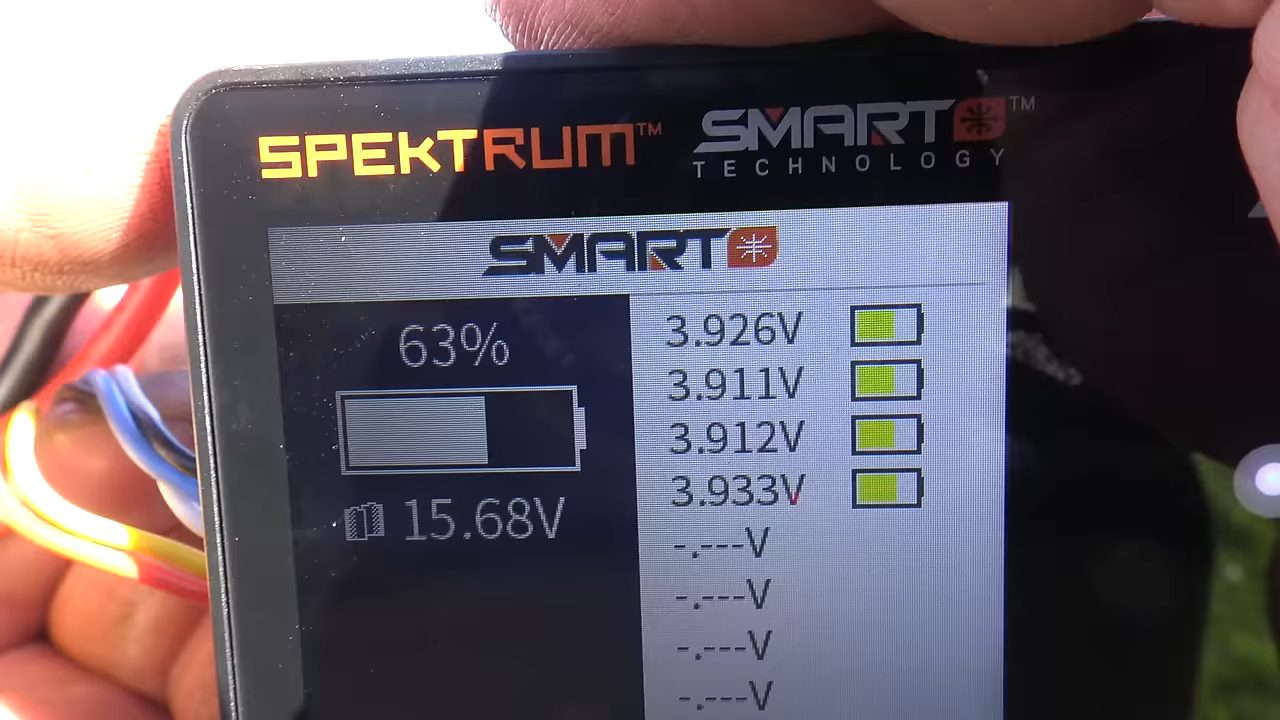 SPEKTRUM™
SMART™
TECHNOLOGY
SMART
63%
15.68V
3.926V
3.911V
3.912V
3.933V
-.---V
-.---V
-.---V
-.---V